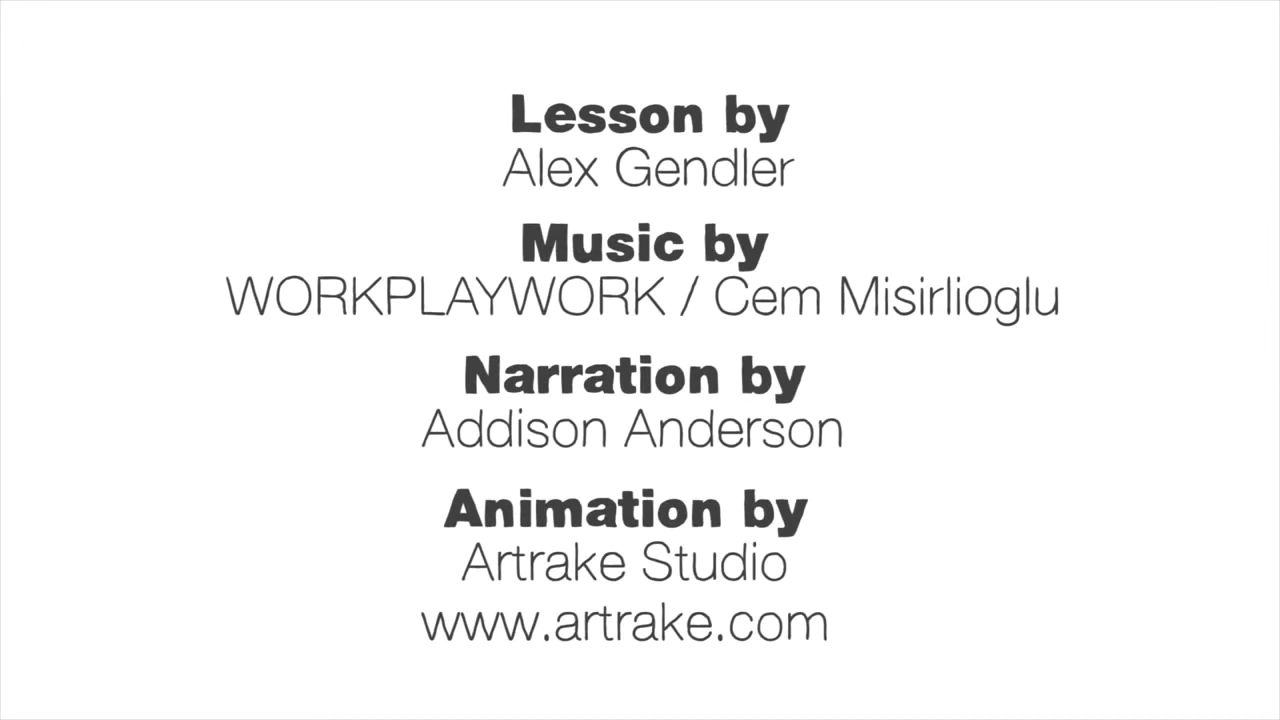 Lesson by
Alex Gendler
Music by
WORKPLAYWORK / Cem Misirlioglu
Narration by
Addison Anderson
Animation by
Artrake Studio
www.artrake.com